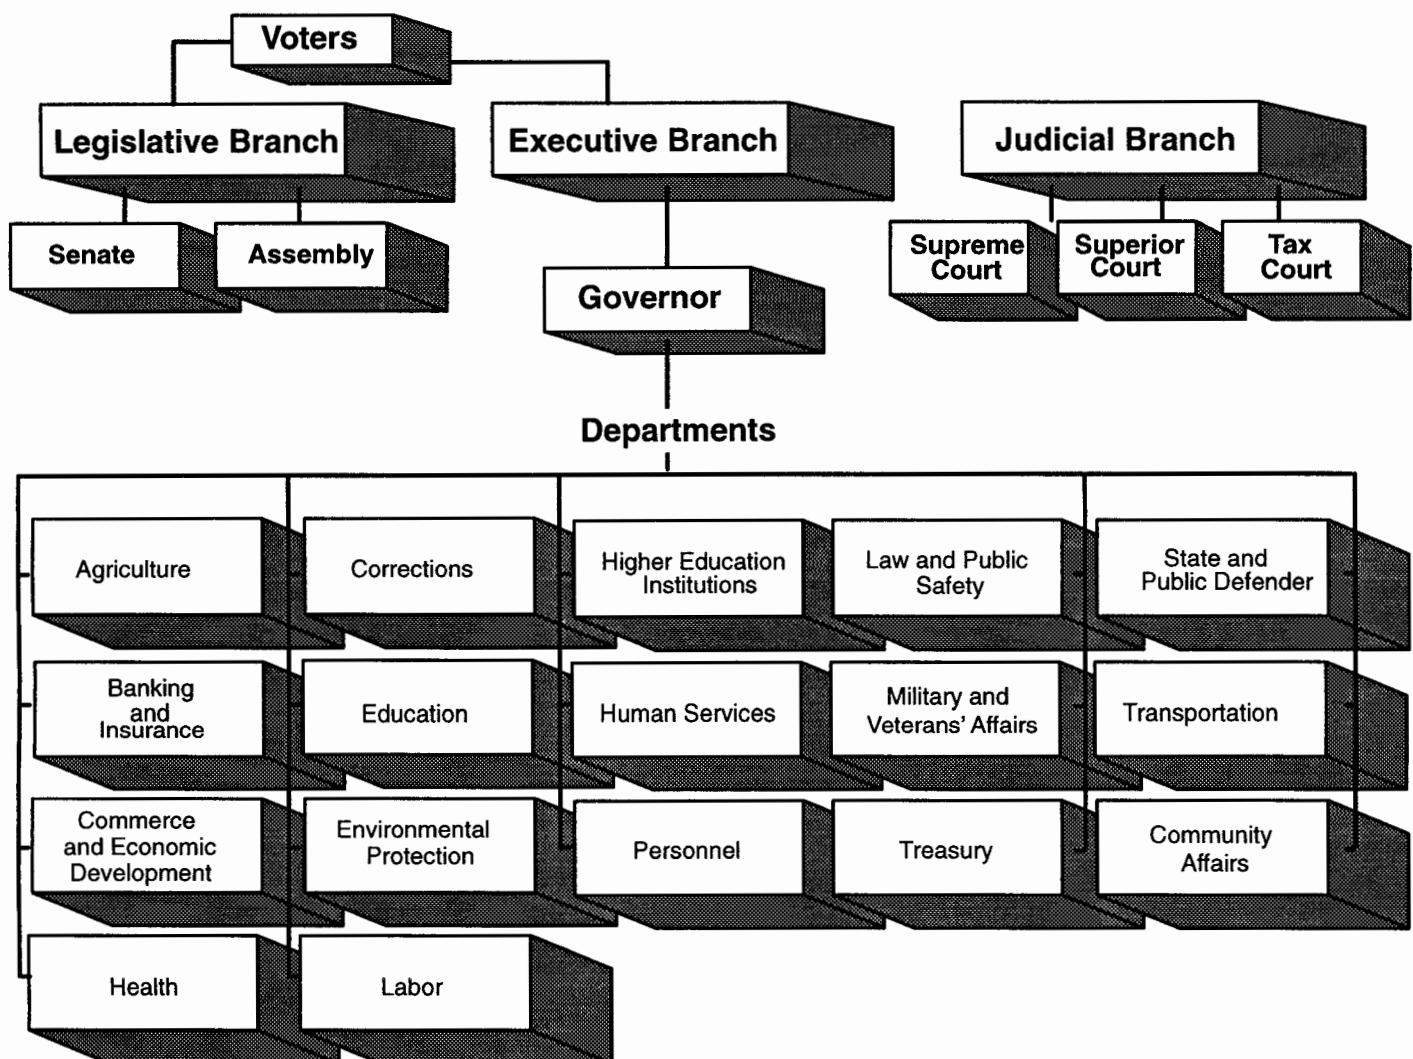 Voters
Legislative Branch
Executive Branch
Judicial Branch
Senate
Assembly
Governor
Supreme
Court
Superior
Court
Tax
Court
Departments
Agriculture
Corrections
Higher Education
Institutions
Law and Public
Safety
State and
Public Defender
Banking
and
Insurance
Education
Human Services
Military and
Veterans' Affairs
Transportation
Commerce
and Economic
Development
Environmental
Protection
Personnel
Treasury
Community
Affairs
Health
Labor